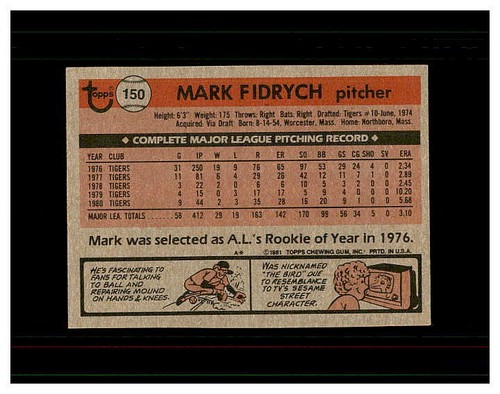 topps 150 MARK FIDRYCH pitcher
Height: 6'3" Weight: 175 Throws: Right Bats: Right Drafted: Tigers #10-June, 1974
Acquired: Via Draft Born: 8-14-54, Worcester, Mass. Home: Northboro, Mass.
◆ COMPLETE MAJOR LEAGUE PITCHING RECORD ◆
YEAR CLUB G IP W L R ER SO BB GS CG SHO SV ERA
1976 TIGERS 31 250 19 9 76 65 97 53 29 24 4 0 2.34
1977 TIGERS 11 81 6 4 29 26 42 12 11 7 1 0 2.89
1978 TIGERS 3 22 2 0 6 6 10 5 3 2 0 0 2.45
1979 TIGERS 4 15 0 3 17 17 5 9 4 0 0 0 10.20
1980 TIGERS 9 44 2 3 35 28 16 20 9 1 0 0 5.68
MAJOR LEA. TOTALS 58 412 29 19 163 142 170 99 56 34 5 0 3.10
Mark was selected as A.L.'s Rookie of Year in 1976.
A* ©1981 TOPPS CHEWING GUM, INC. PRTD. IN U.S.A.
HE'S FASCINATING TO
FANS FOR TALKING
TO BALL AND
REPAIRING MOUND
ON HANDS & KNEES.
WAS NICKNAMED
"THE BIRD" DUE TO
RESEMBLANCE
TO TV'S SESAME
STREET
CHARACTER.